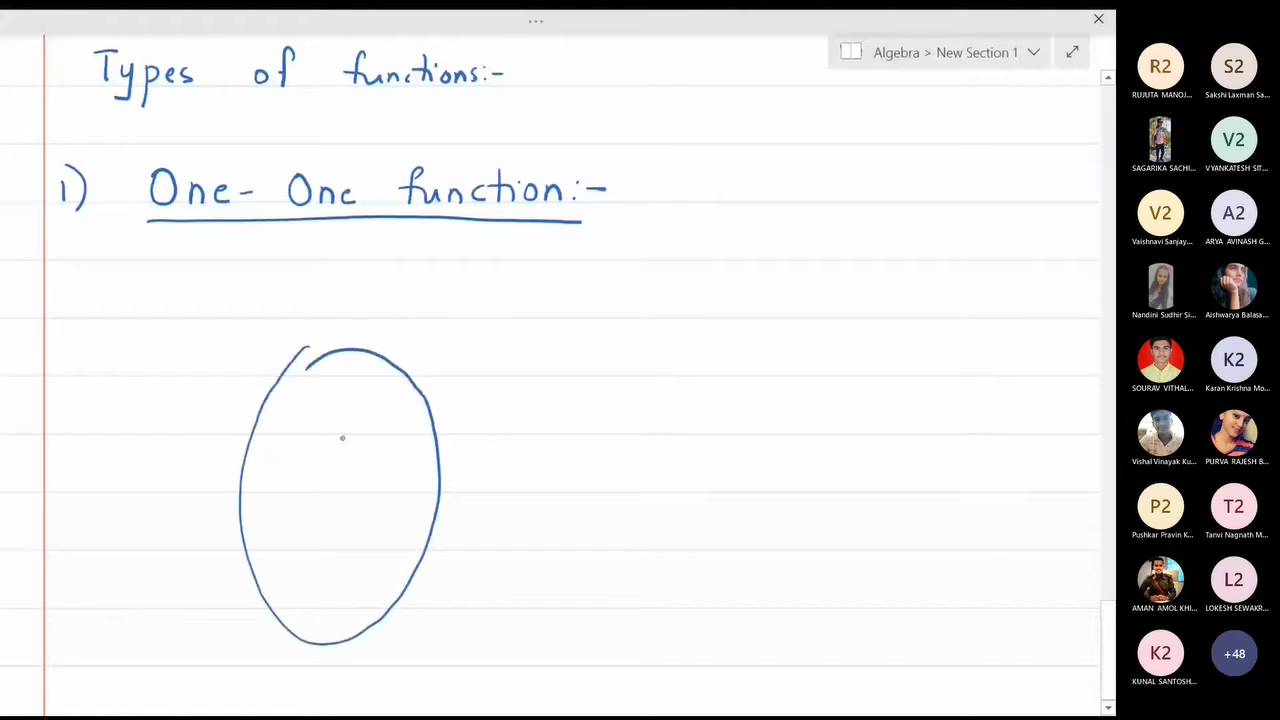 Types of functions:-
Algebra > New Section 1
1) One- One function:-
R2 S2
RUJUTA MANOJ... Sakshi Laxman Sa...
V2
SAGARIKA SACHI... VYANKATESH SIT...
V2 A2
Vaishnavi Sanjay... ARYA AVINASH G...
Nandini Sudhir Si... Aishwarya Balasa...
K2
SOURAV VITHAL... Karan Krishna Mo...
Vishal Vinayak Ku... PURVA RAJESH B...
P2 T2
Pushkar Pravin K... Tanvi Nagnath M...
L2
AMAN AMOL KHI... LOKESH SEWAKR...
K2 +48
KUNAL SANTOSH...